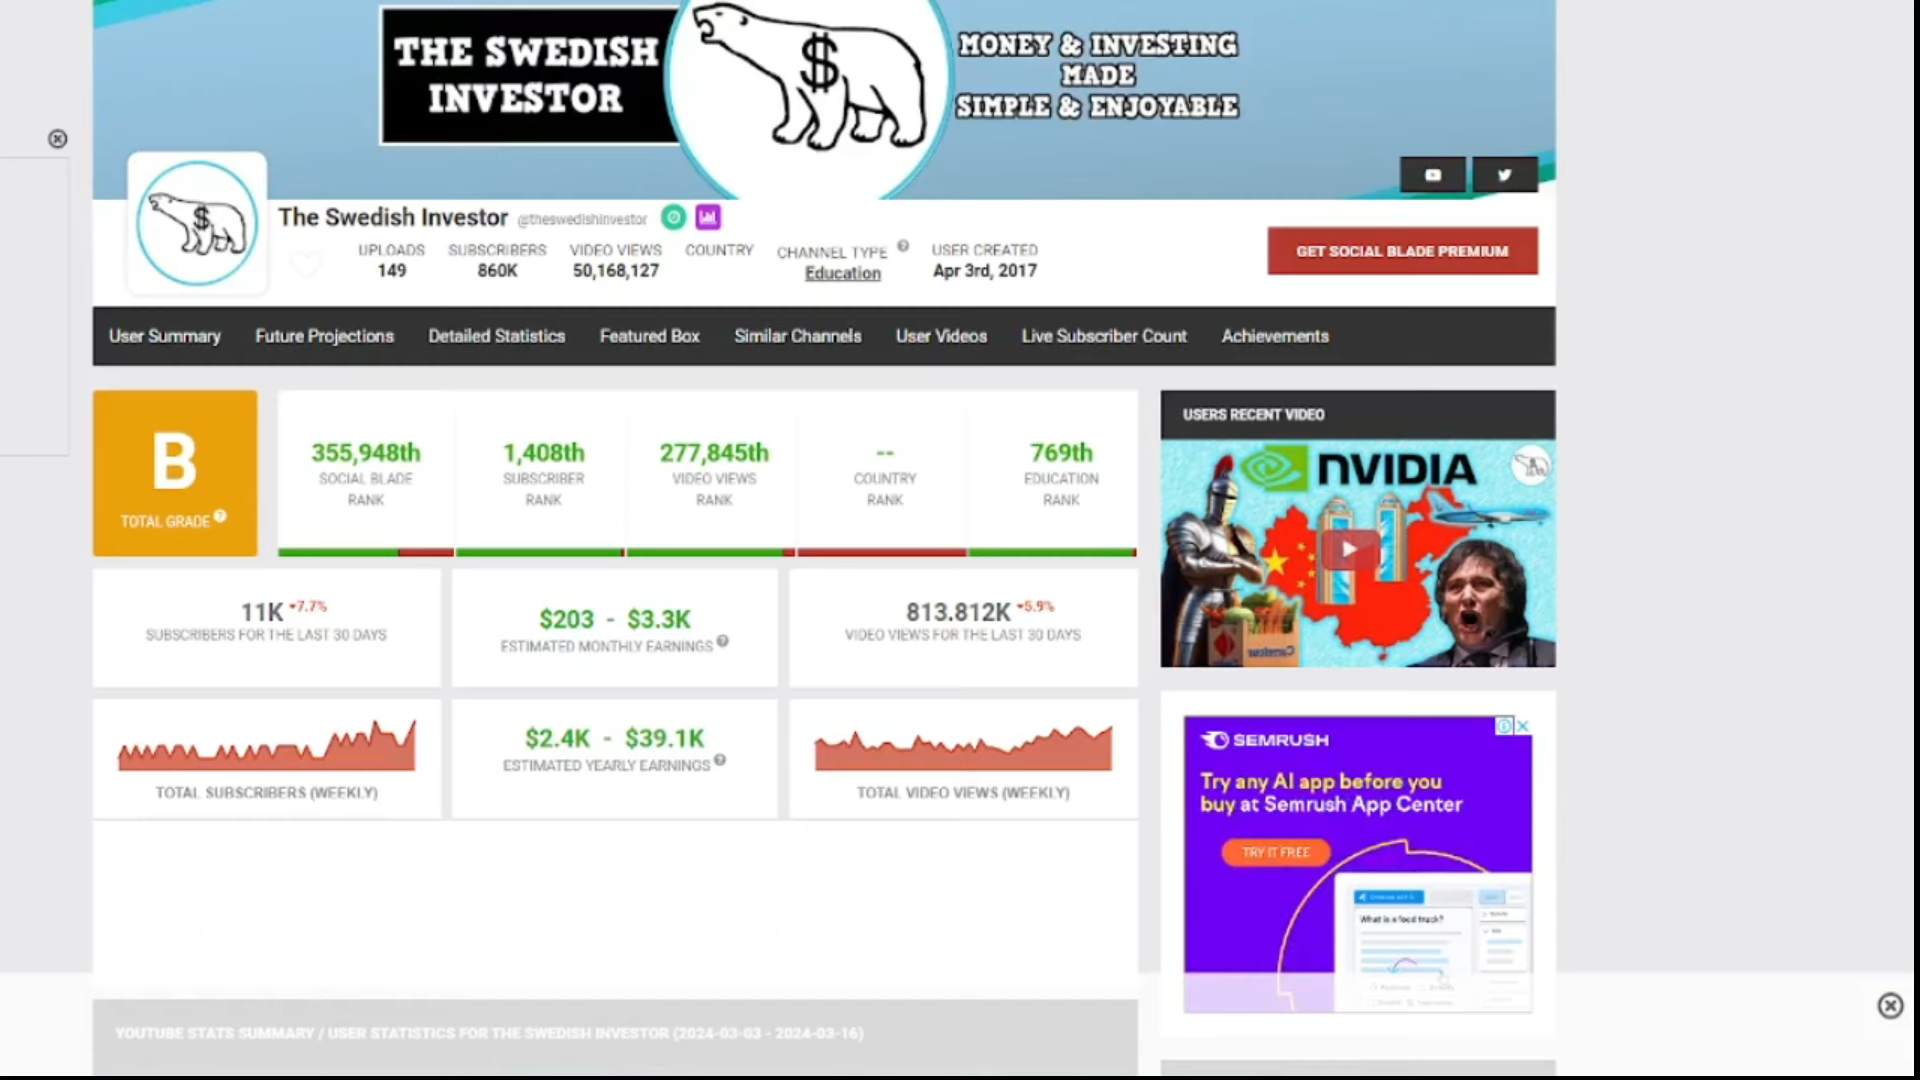 THE SWEDISH
INVESTOR
MONEY & INVESTING
MADE
SIMPLE & ENJOYABLE
The Swedish Investor @theswedishinvestor
UPLOADS SUBSCRIBERS VIDEO VIEWS COUNTRY CHANNEL TYPE USER CREATED
149 860K 50,168,127 Education Apr 3rd, 2017
GET SOCIAL BLADE PREMIUM
User Summary Future Projections Detailed Statistics Featured Box Similar Channels User Videos Live Subscriber Count Achievements
B
TOTAL GRADE
355,948th
SOCIAL BLADE
RANK
1,408th
SUBSCRIBER
RANK
277,845th
VIDEO VIEWS
RANK
--
COUNTRY
RANK
769th
EDUCATION
RANK
11K 7.7%
SUBSCRIBERS FOR THE LAST 30 DAYS
$203 - $3.3K
ESTIMATED MONTHLY EARNINGS
813.812K 5.9%
VIDEO VIEWS FOR THE LAST 30 DAYS
TOTAL SUBSCRIBERS (WEEKLY)
$2.4K - $39.1K
ESTIMATED YEARLY EARNINGS
TOTAL VIDEO VIEWS (WEEKLY)
USERS RECENT VIDEO
NVIDIA
SEMRUSH
Try any AI app before you
buy at Semrush App Center
TRY IT FREE
What is a food truck?
YOUTUBE STATS SUMMARY / USER STATISTICS FOR THE SWEDISH INVESTOR (2024-03-03 - 2024-03-16)